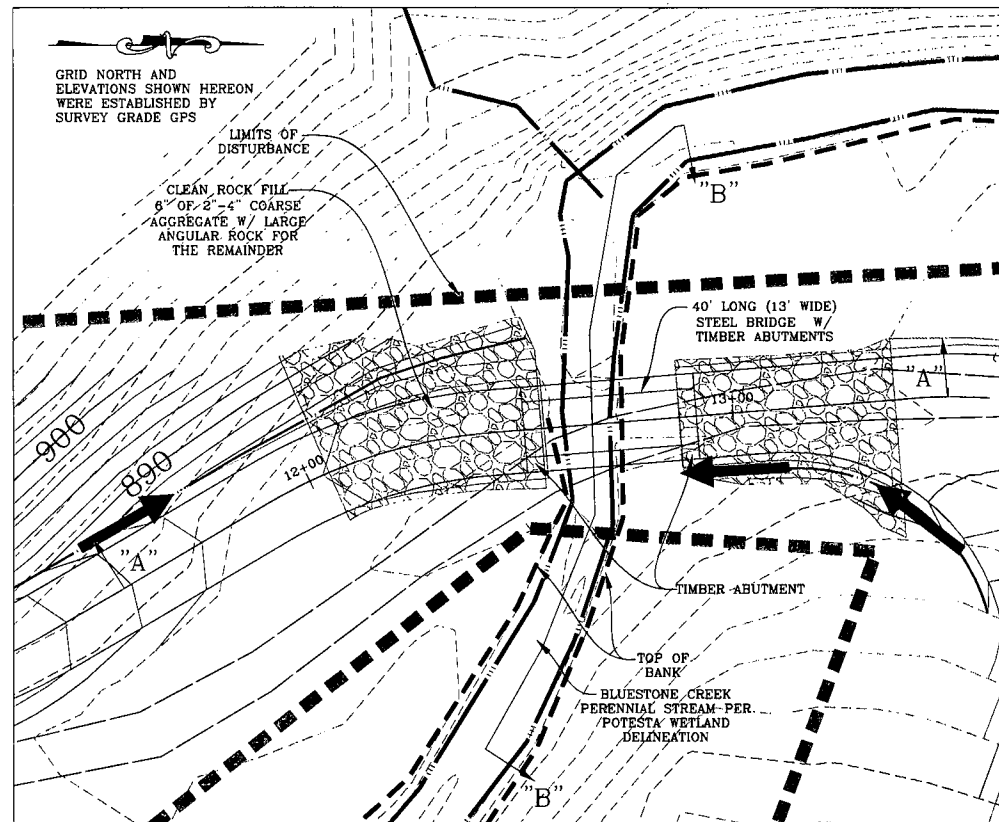 GRID NORTH AND
ELEVATIONS SHOWN HEREON
WERE ESTABLISHED BY
SURVEY GRADE GPS
LIMITS OF
DISTURBANCE
CLEAN ROCK FILL
6" OF 2"-4" COARSE
AGGREGATE W/ LARGE
ANGULAR ROCK FOR
THE REMAINDER
"B"
40' LONG (13' WIDE)
STEEL BRIDGE W/
TIMBER ABUTMENTS
"A"
13+00
900
890
12+00
"A"
TIMBER ABUTMENT
TOP OF
BANK
BLUESTONE CREEK
PERENNIAL STREAM PER
POTESTA WETLAND
DELINEATION
"B"